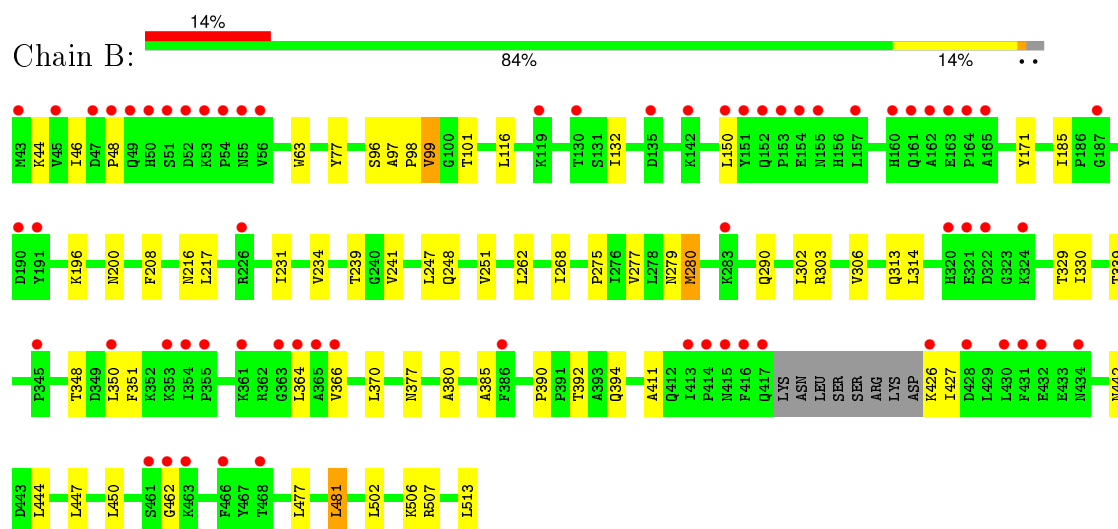 14%
Chain B:
84% 14% • •
M43 K44 V45 I46 D47 P48 Q49 H50 S51 D52 K53 P54 N55 V56 W63 Y77 S96 A97 P98 V99 G100 T101 L116 K119 T130 S131 I132 D135 K142 L150 Y151 Q152 P153 E154 N155 H156 L157 H160 Q161 A162 E163 P164 A165 Y171 I185 P186 G187
D190 Y191 K196 N200 F208 N216 L217 R226 I231 V234 T239 G240 V241 L247 Q248 V251 L262 I268 P275 I276 V277 L278 N279 M280 K283 Q290 L302 R303 V306 Q313 L314 H320 E321 D322 G323 K324 T329 I330 T339
P345 T348 D349 L350 F351 K352 K353 I354 P355 K361 R362 G363 L364 A365 V366 L370 N377 A380 A385 F386 P390 P391 T392 A393 Q394 A411 Q412 I413 P414 N415 F416 Q417 LYS ASN LEU SER SER ARG LYS ASP K426 I427 D428 L429 L430 F431 E432 E433 N434 N442
D443 L444 L447 L450 S461 G462 K463 F466 Y467 T468 L477 L481 L502 K506 R507 L513